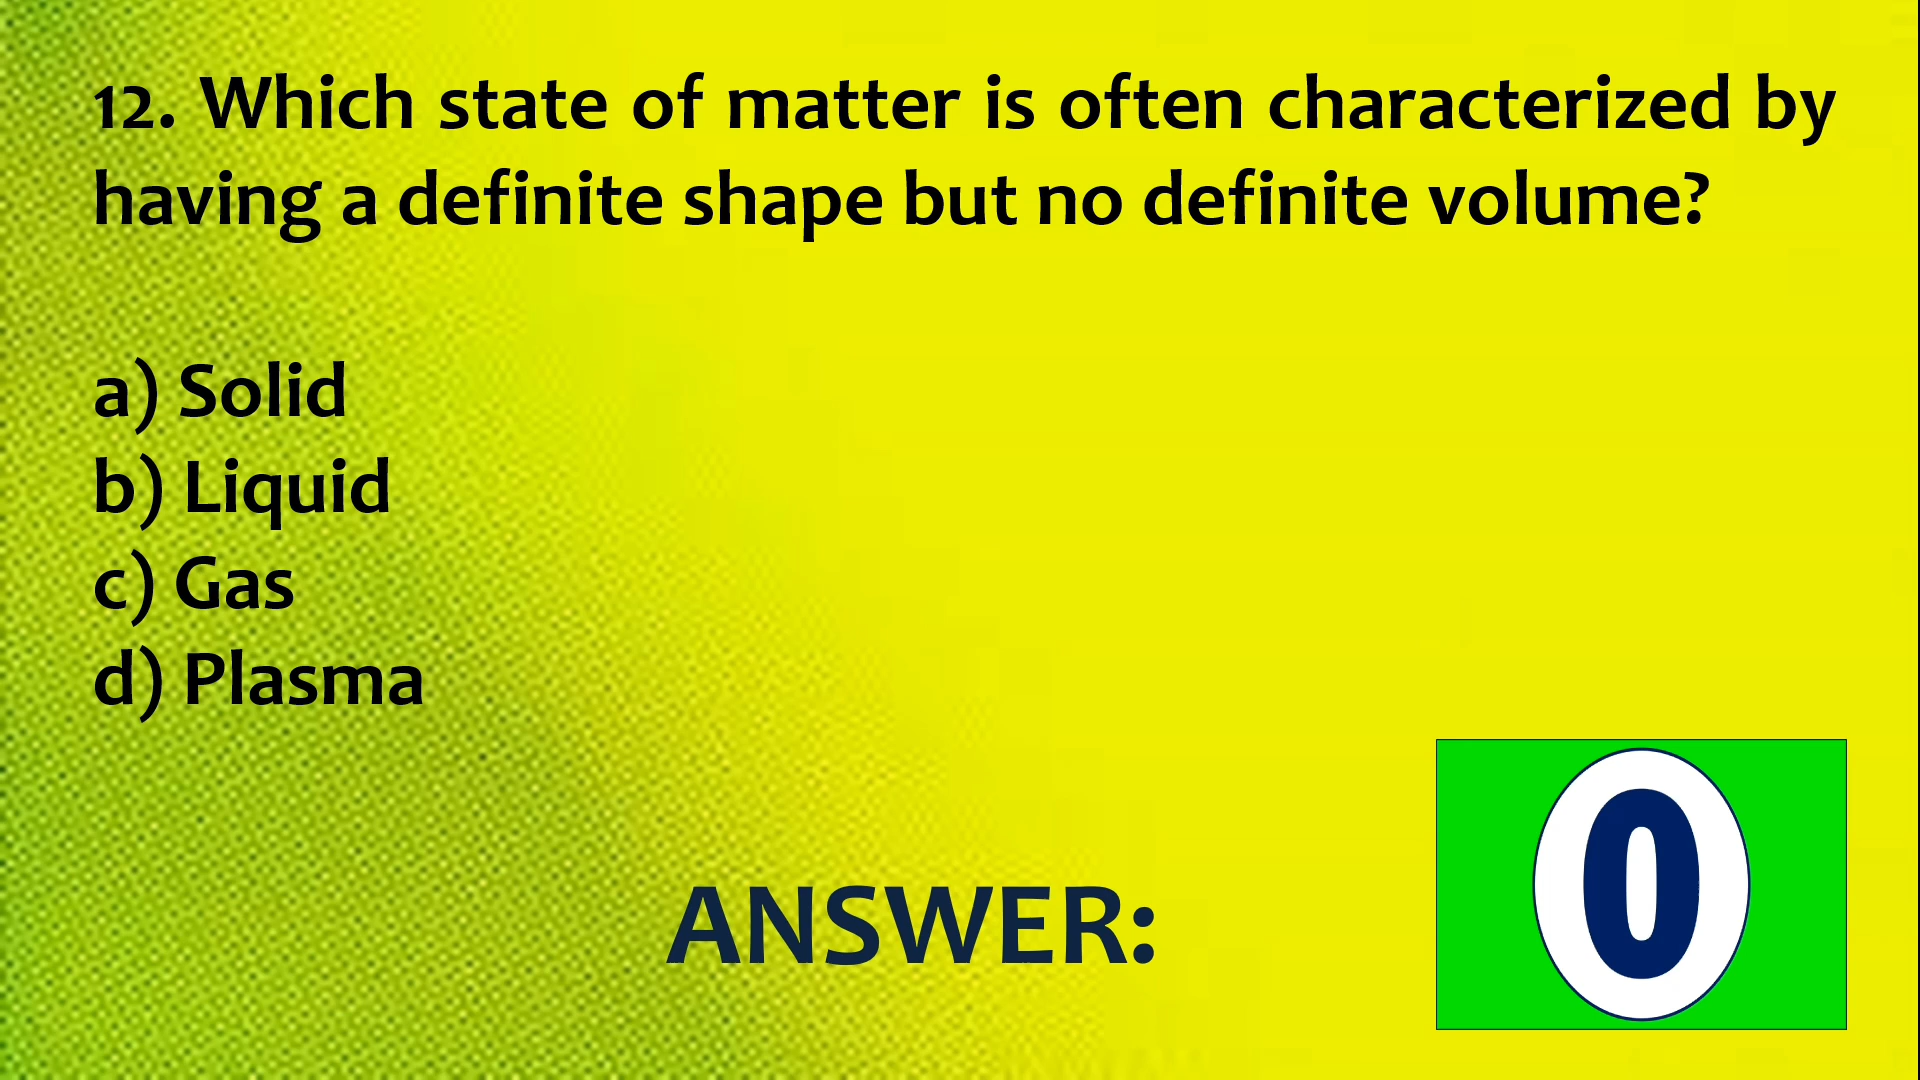 12. Which state of matter is often characterized by
having a definite shape but no definite volume?
a) Solid
b) Liquid
c) Gas
d) Plasma
ANSWER:
0